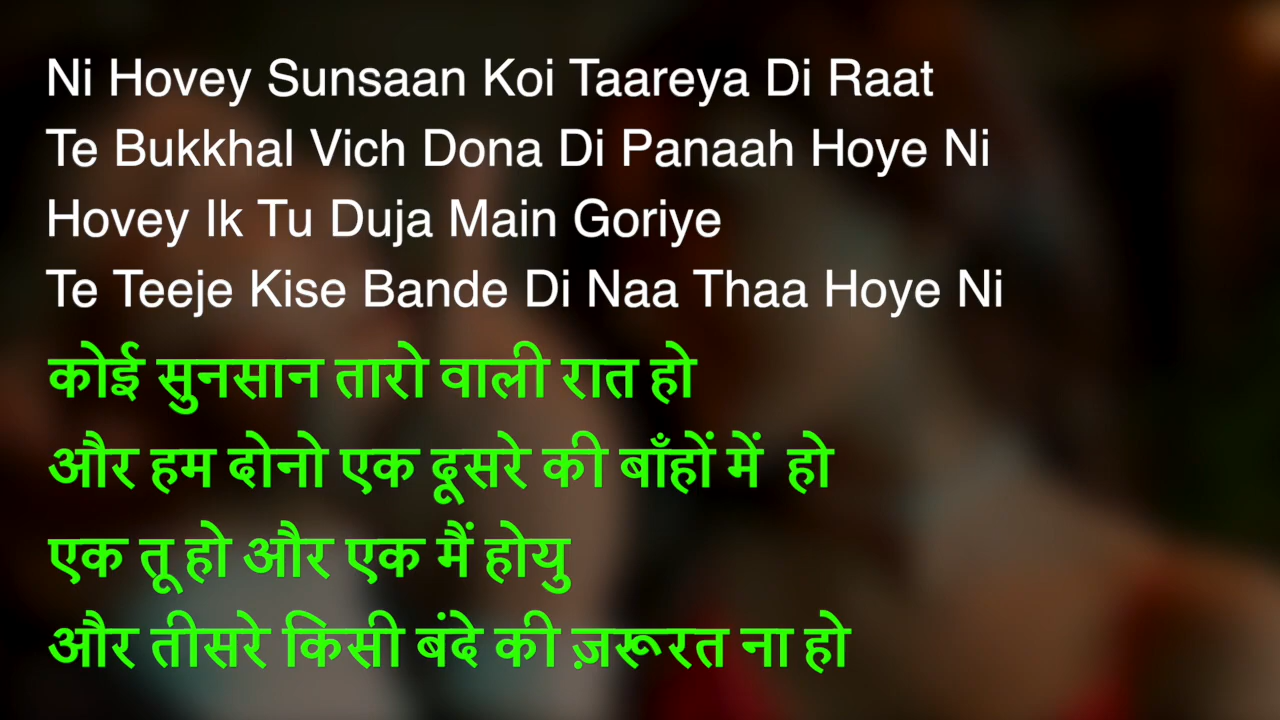 Ni Hovey Sunsaan Koi Taareya Di Raat
Te Bukkhal Vich Dona Di Panaah Hoye Ni
Hovey Ik Tu Duja Main Goriye
Te Teeje Kise Bande Di Naa Thaa Hoye Ni
कोई सुनसान तारो वाली रात हो
और हम दोनो एक दूसरे की बाँहों में  हो
एक तू हो और एक मैं होयु
और तीसरे किसी बंदे की ज़रूरत ना हो